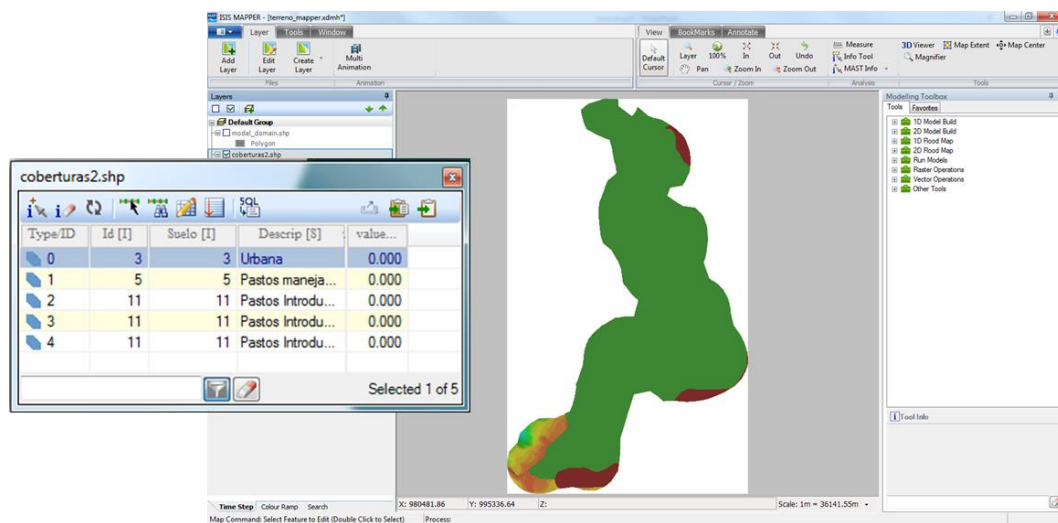 ISIS MAPPER - [terreno_mapper.xdmh*]
Layer Tools Window
View BookMarks Annotate
Add Layer
Edit Layer
Create Layer
Multi Animation
Files
Animation
Default Cursor
Layer 100% In Out Undo
Pan Zoom In Zoom Out
Cursor / Zoom
Measure
Info Tool
MAST Info
Analysis
3D Viewer Map Extent Map Center
Magnifier
Tools
Layers
Default Group
model_domain.shp
Polygon
coberturas2.shp
coberturas2.shp
SQL
Type/ID Id [I] Suelo [I] Descrip [S] value...
0 3 3 Urbana 0.000
1 5 5 Pastos maneja... 0.000
2 11 11 Pastos Introdu... 0.000
3 11 11 Pastos Introdu... 0.000
4 11 11 Pastos Introdu... 0.000
Selected 1 of 5
Modelling Toolbox
Tools Favorites
1D Model Build
2D Model Build
1D Flood Map
2D Flood Map
Run Models
Raster Operations
Vector Operations
Other Tools
Tool Info
Time Step Colour Ramp Search
X: 980481.86 Y: 995336.64 Z:
Scale: 1m = 36141.55m
Map Command: Select Feature to Edit (Double Click to Select) Process: